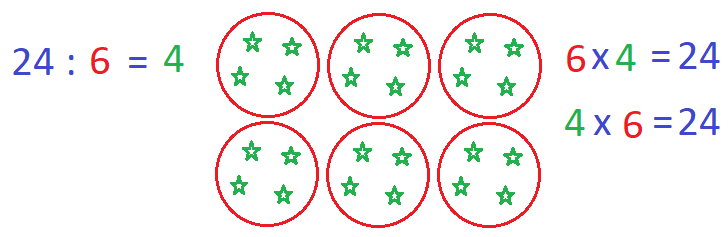 24 : 6 = 4
6 x 4 = 24
4 x 6 = 24